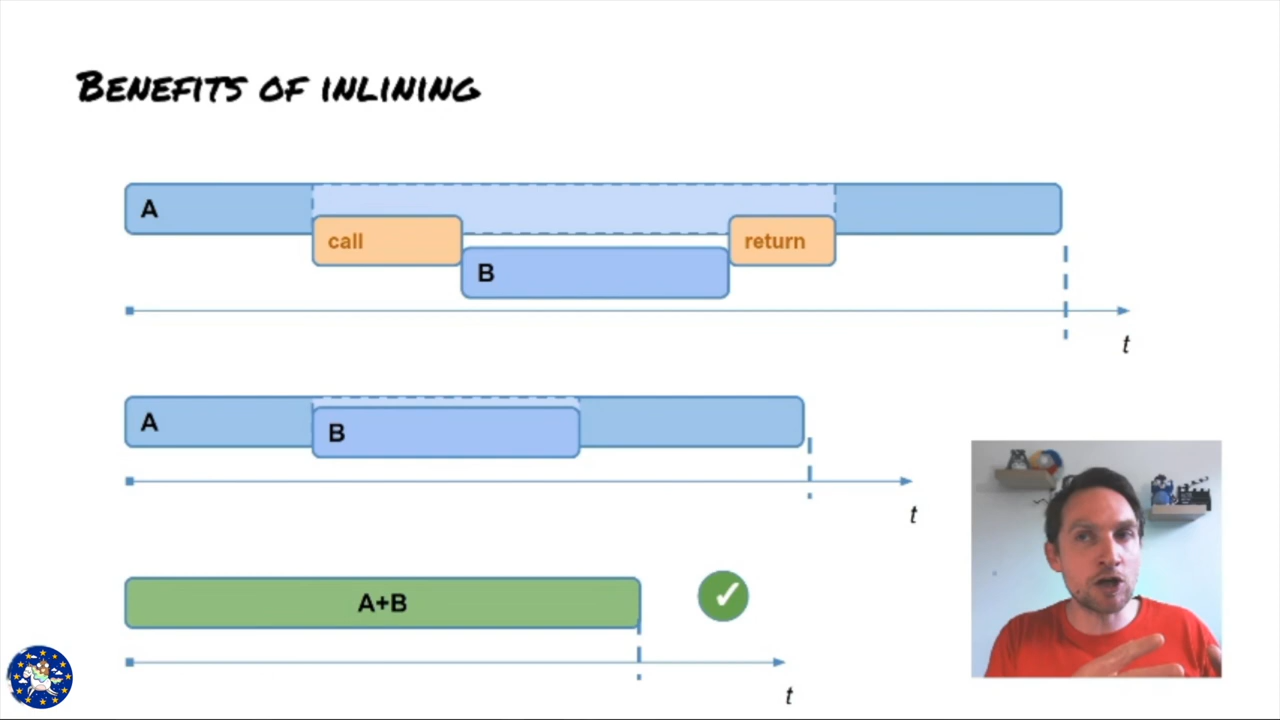 Benefits of inlining
A
call
return
B
t
A
B
t
A+B
t